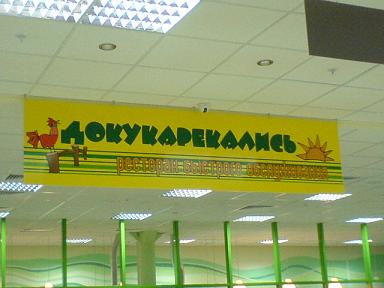 ДОКУКАРЕКАЛИСЬ
ресторан быстрого обслуживания